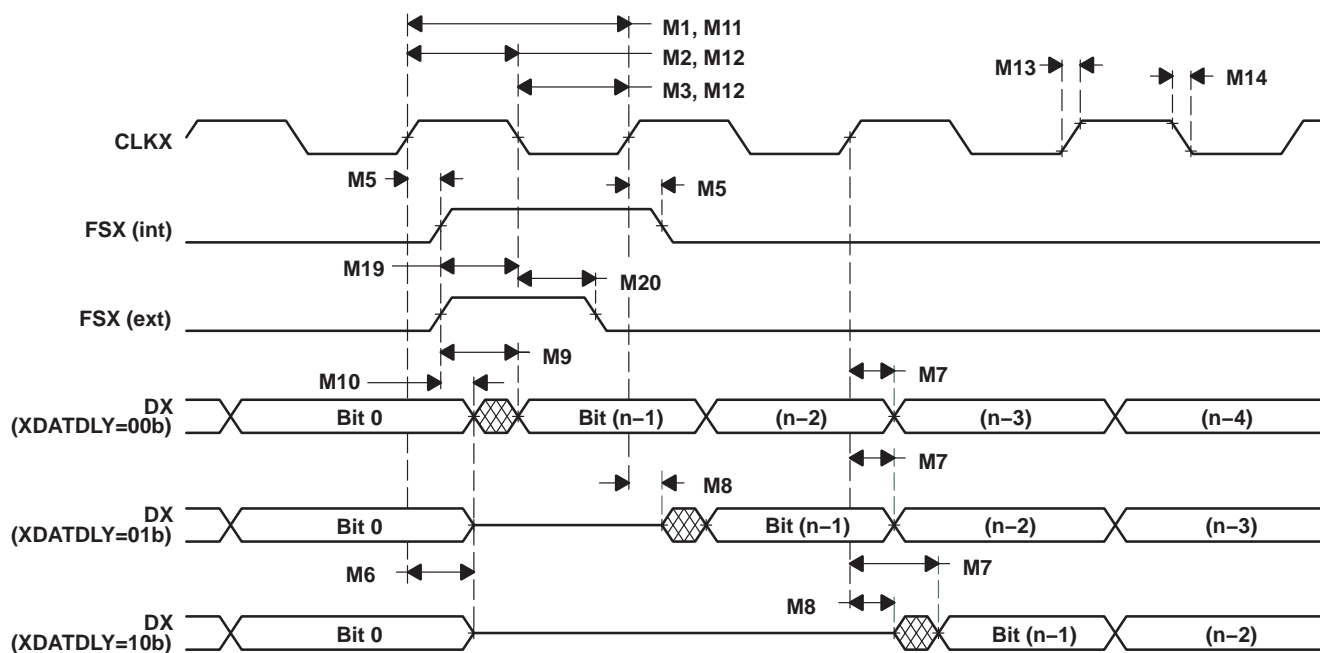 M1, M11
M2, M12
M3, M12
M13
M14
CLKX
M5
M5
FSX (int)
M19
M20
FSX (ext)
M9
M10
M7
DX
(XDATDLY=00b)
Bit 0
Bit (n−1)
(n−2)
(n−3)
(n−4)
M7
M8
DX
(XDATDLY=01b)
Bit 0
Bit (n−1)
(n−2)
(n−3)
M6
M7
M8
DX
(XDATDLY=10b)
Bit 0
Bit (n−1)
(n−2)